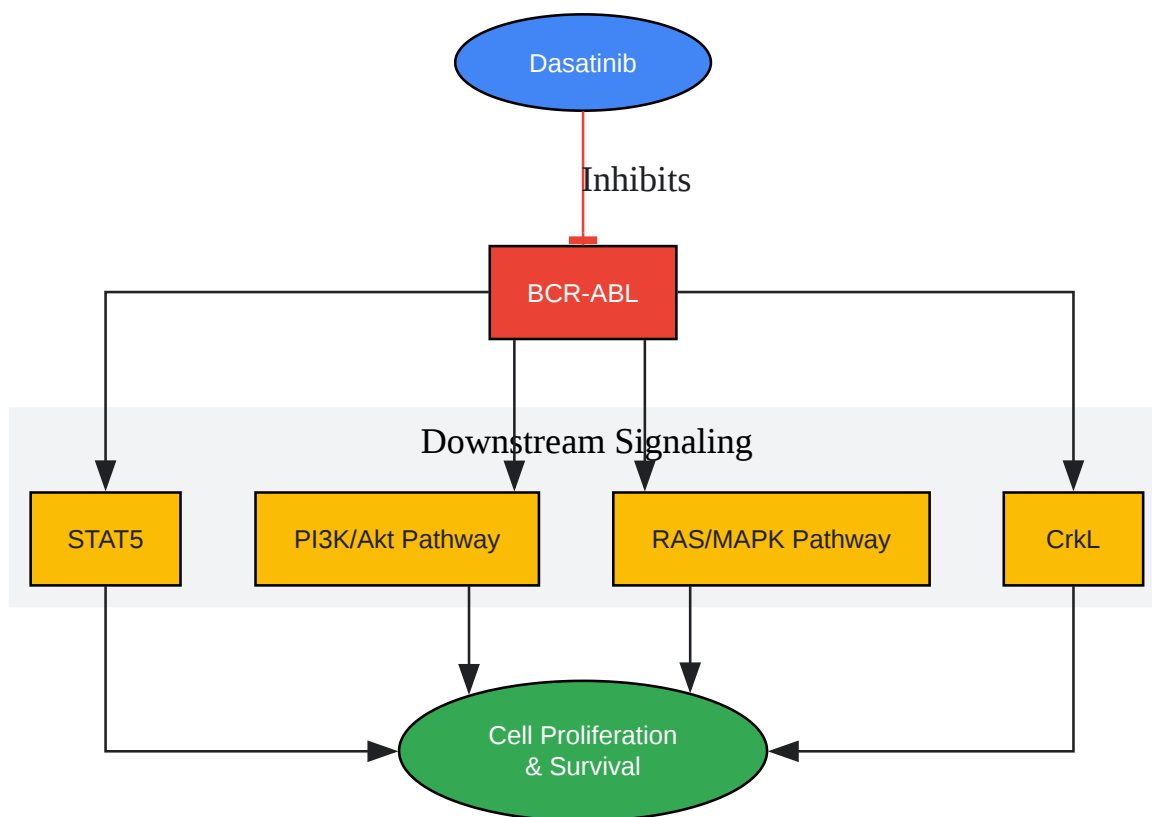 Dasatinib
Inhibits
BCR-ABL
Downstream Signaling
STAT5
PI3K/Akt Pathway
RAS/MAPK Pathway
CrkL
Cell Proliferation
& Survival